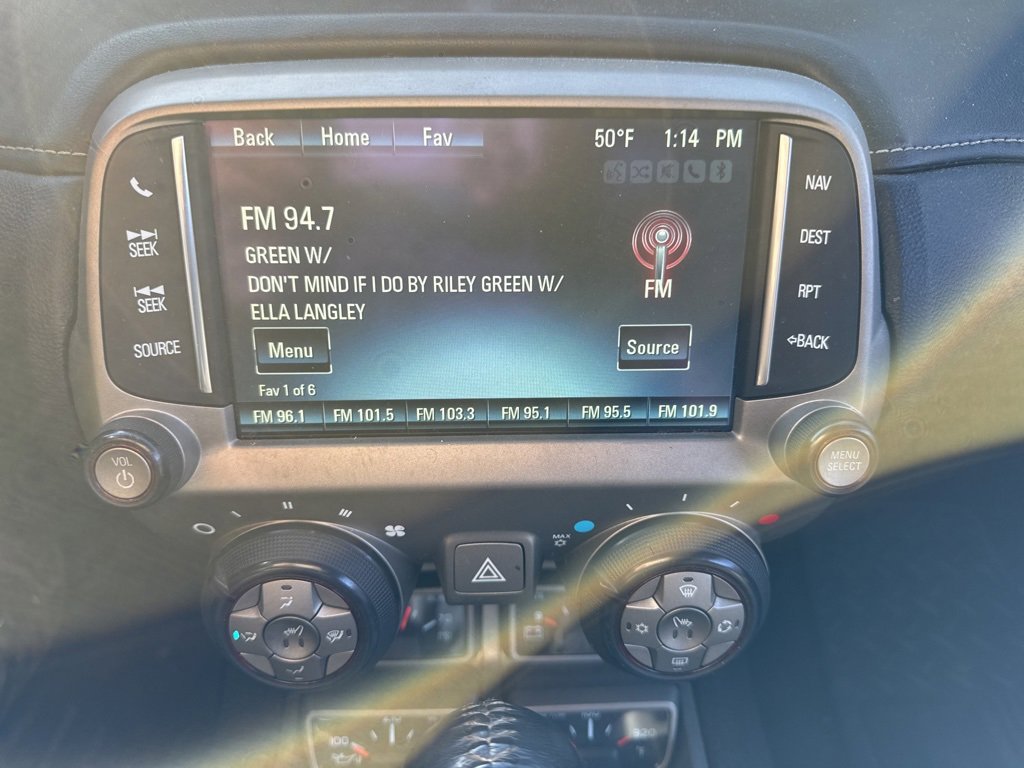 Back Home Fav 50°F 1:14 PM
NAV
FM 94.7
SEEK
DEST
GREEN W/
DON'T MIND IF I DO BY RILEY GREEN W/
FM
RPT
SEEK
ELLA LANGLEY
SOURCE
Menu
Source
BACK
Fav 1 of 6
FM 96.1 FM 101.5 FM 103.3 FM 95.1 FM 95.5 FM 101.9
VOL
MENU
SELECT
MAX
100
320